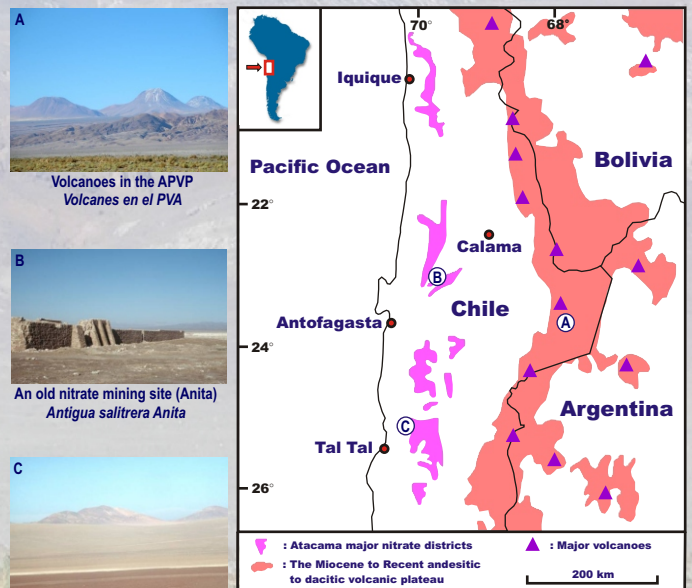 A
Volcanoes in the APVP
Volcanes en el PVA
B
An old nitrate mining site (Anita)
Antigua salitrera Anita
C
70°
68°
Iquique
Pacific Ocean
Bolivia
22°
Calama
B
Chile
Antofagasta
A
24°
Argentina
C
Tal Tal
26°
: Atacama major nitrate districts
: Major volcanoes
: The Miocene to Recent andesitic
to dacitic volcanic plateau
200 km